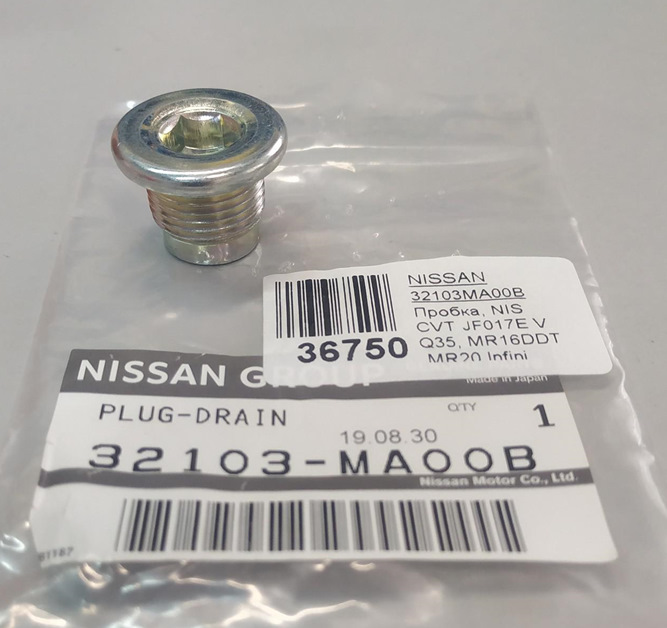 NISSAN
32103MA00B
Пробка, NIS
CVT JF017E V
Q35, MR16DDT
MR20 Infini
36750
NISSAN GROUP
Made in Japan
PLUG-DRAIN
QTY 1
19.08.30
32103-MA00B
Nissan Motor Co., Ltd.